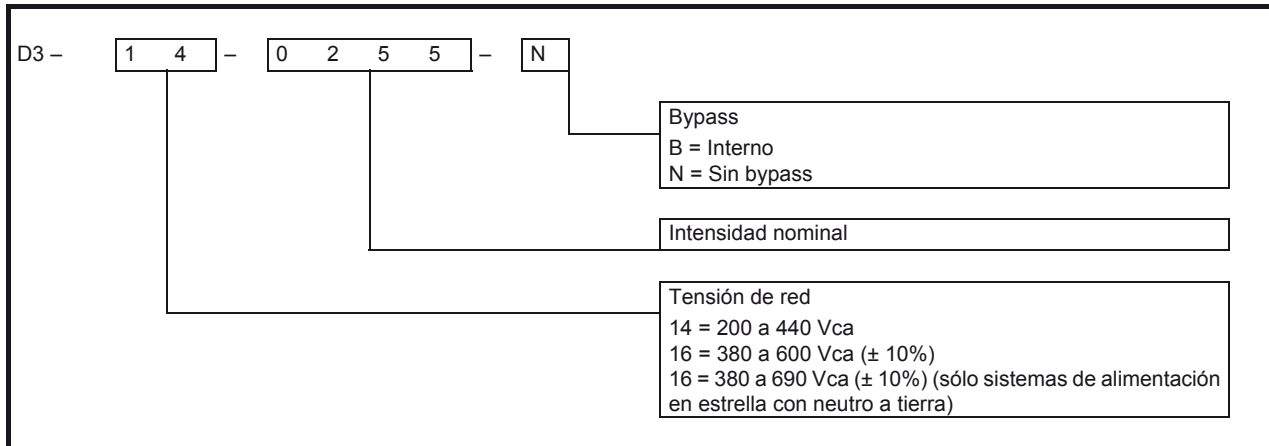 D3 – 1 4 – 0 2 5 5 – N
Bypass
B = Interno
N = Sin bypass
Intensidad nominal
Tensión de red
14 = 200 a 440 Vca
16 = 380 a 600 Vca (± 10%)
16 = 380 a 690 Vca (± 10%) (sólo sistemas de alimentación
en estrella con neutro a tierra)